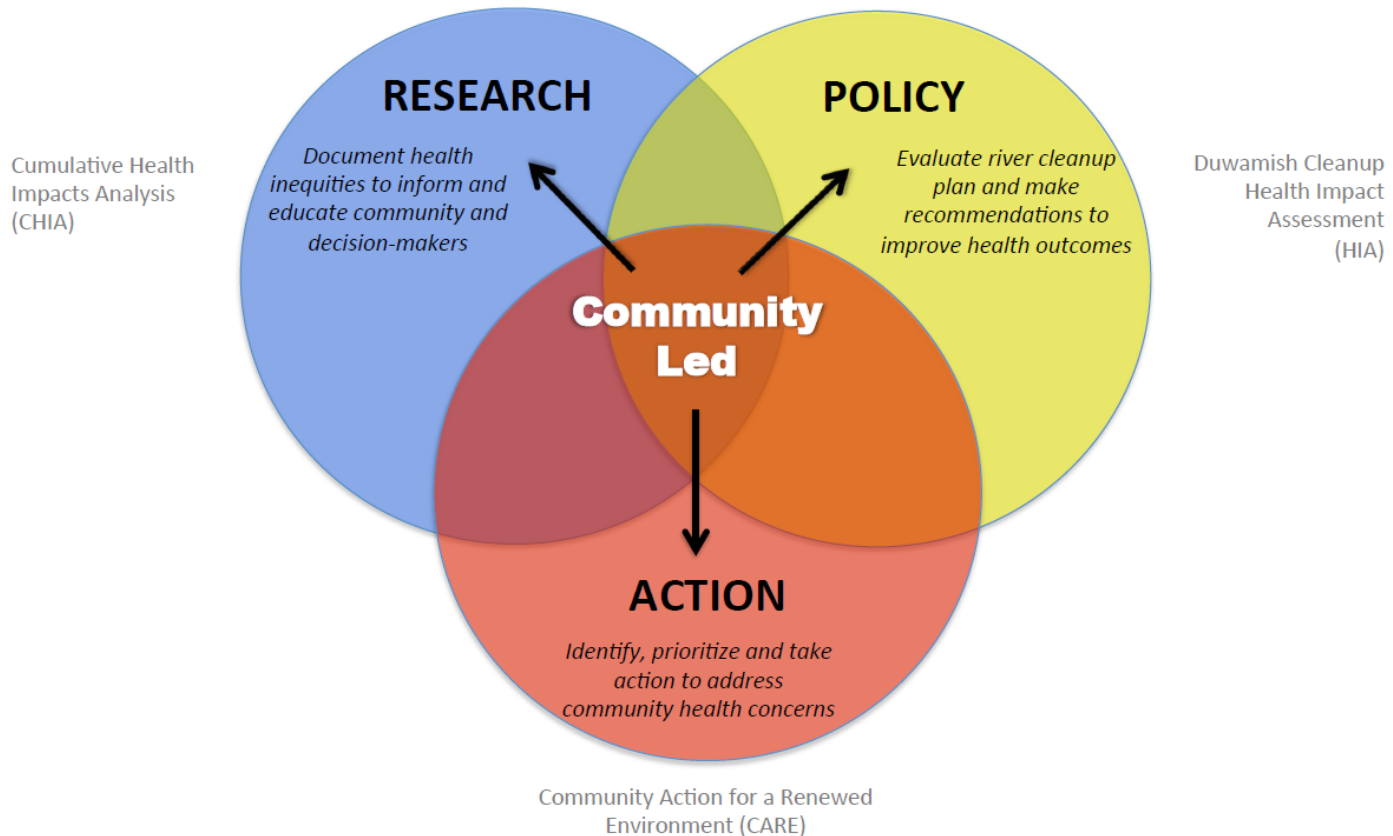 RESEARCH
Document health
inequities to inform and
educate community and
decision-makers
POLICY
Evaluate river cleanup
plan and make
recommendations to
improve health outcomes
Cumulative Health
Impacts Analysis
(CHIA)
Duwamish Cleanup
Health Impact
Assessment
(HIA)
Community
Led
ACTION
Identify, prioritize and take
action to address
community health concerns
Community Action for a Renewed
Environment (CARE)